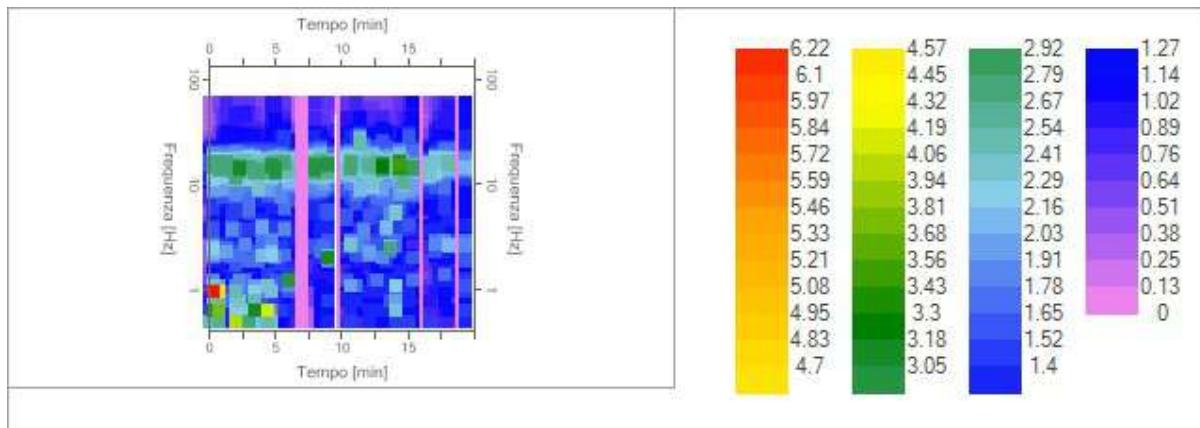 Tempo [min]
0 5 10 15
100 100
Frequenza [Hz] Frequenza [Hz]
10 10
1 1
0 5 10 15
Tempo [min]
6.22 4.57 2.92 1.27
6.1 4.45 2.79 1.14
5.97 4.32 2.67 1.02
5.84 4.19 2.54 0.89
5.72 4.06 2.41 0.76
5.59 3.94 2.29 0.64
5.46 3.81 2.16 0.51
5.33 3.68 2.03 0.38
5.21 3.56 1.91 0.25
5.08 3.43 1.78 0.13
4.95 3.3 1.65 0
4.83 3.18 1.52
4.7 3.05 1.4